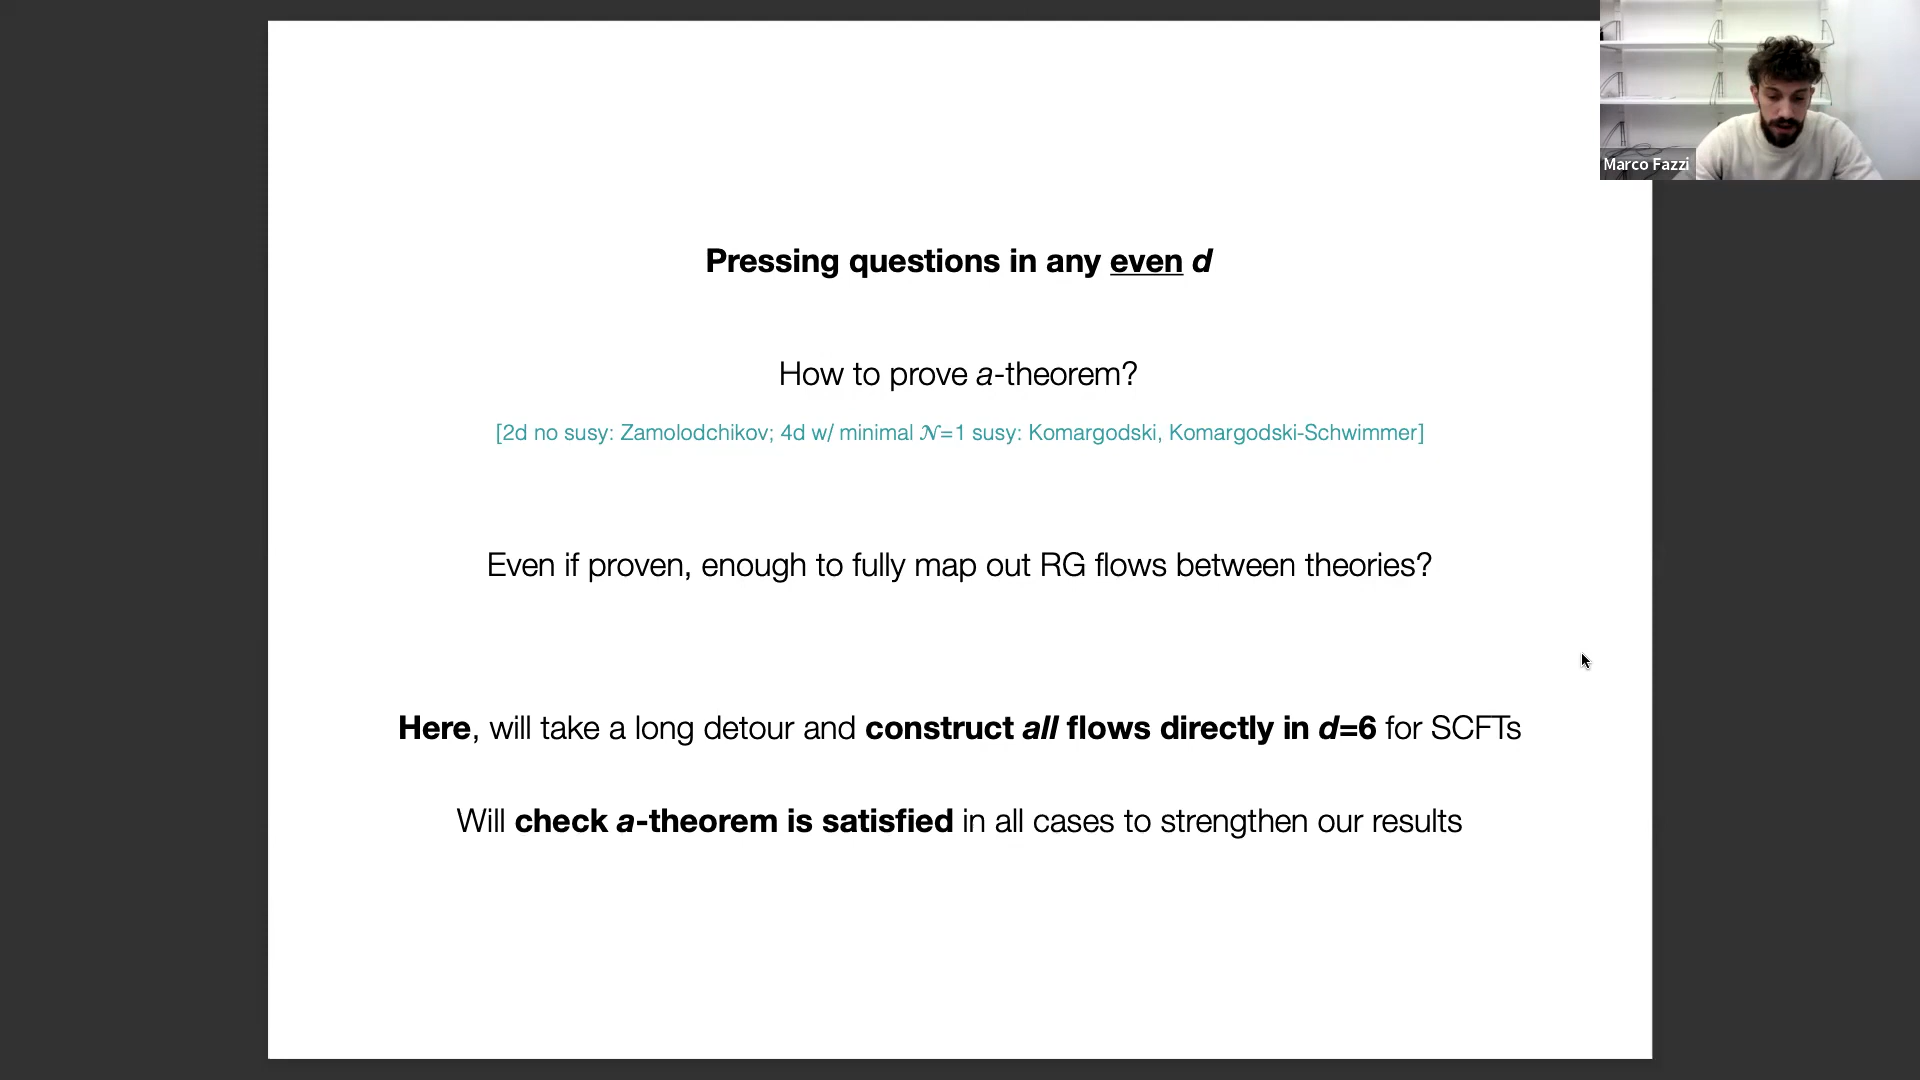 Marco Fazzi
Pressing questions in any even d
How to prove a-theorem?
[2d no susy: Zamolodchikov; 4d w/ minimal 𝒩=1 susy: Komargodski, Komargodski-Schwimmer]
Even if proven, enough to fully map out RG flows between theories?
Here, will take a long detour and construct all flows directly in d=6 for SCFTs
Will check a-theorem is satisfied in all cases to strengthen our results